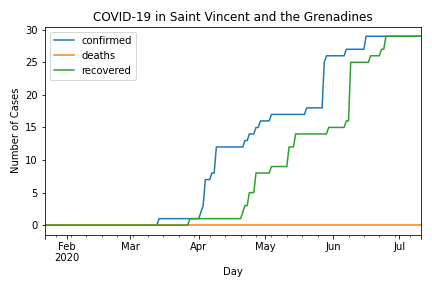 COVID-19 in Saint Vincent and the Grenadines
confirmed
deaths
recovered
Number of Cases
30
25
20
15
10
5
0
Feb Mar Apr May Jun Jul
2020
Day